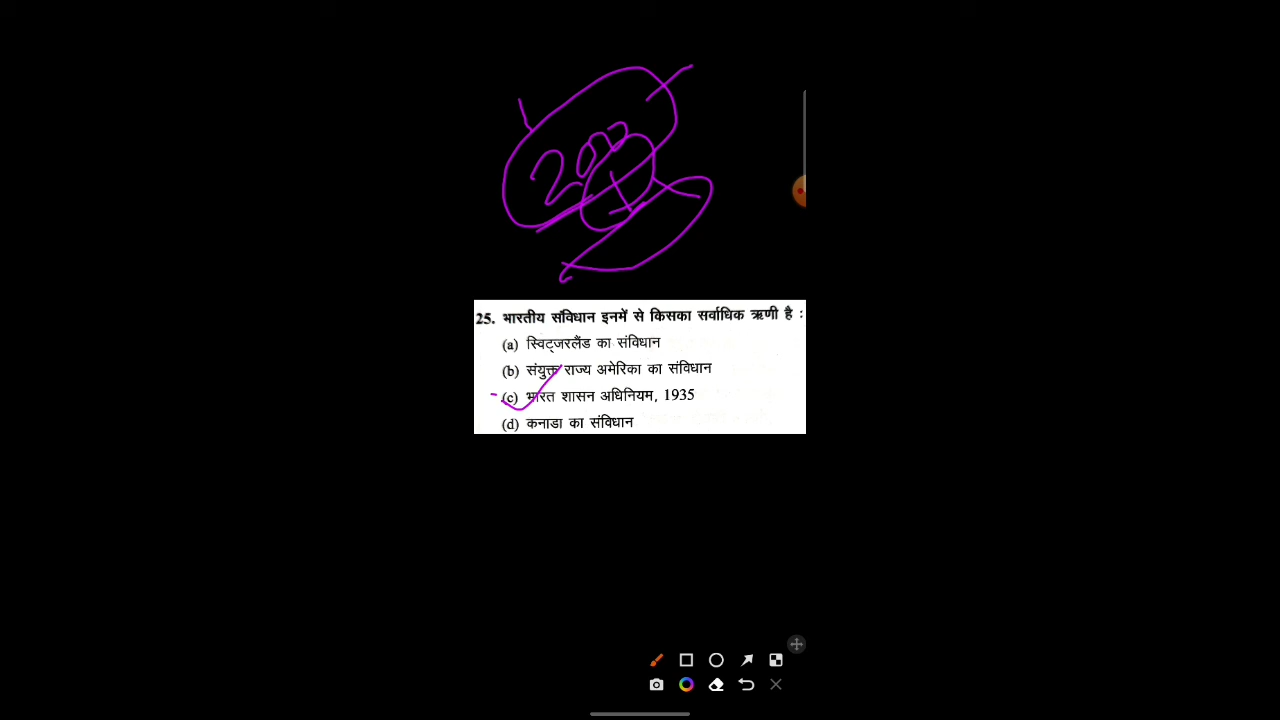 25. भारतीय संविधान इनमें से किसका सर्वाधिक ऋणी है :
(a) स्विट्जरलैंड का संविधान
(b) संयुक्त राज्य अमेरिका का संविधान
(c) भारत शासन अधिनियम, 1935
(d) कनाडा का संविधान